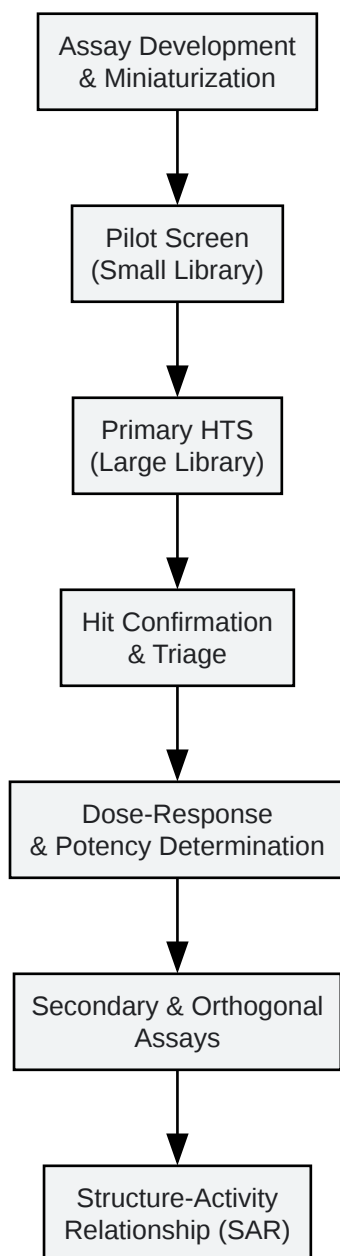 Assay Development
& Miniaturization
Pilot Screen
(Small Library)
Primary HTS
(Large Library)
Hit Confirmation
& Triage
Dose-Response
& Potency Determination
Secondary & Orthogonal
Assays
Structure-Activity
Relationship (SAR)